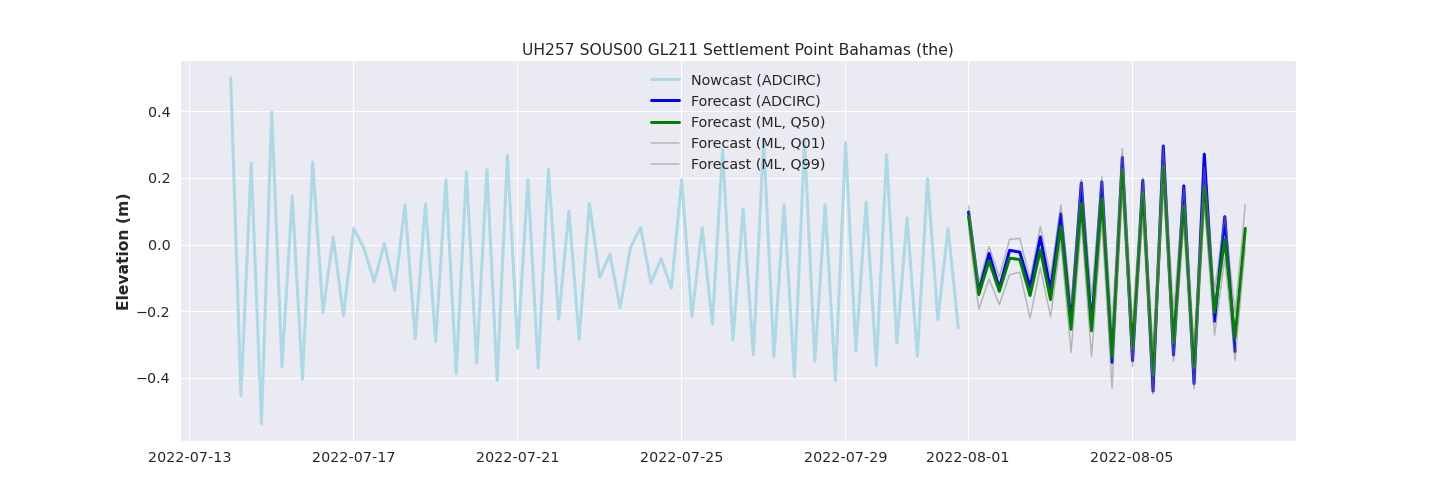 UH257 SOUS00 GL211 Settlement Point Bahamas (the)
Nowcast (ADCIRC)
Forecast (ADCIRC)
Forecast (ML, Q50)
Forecast (ML, Q01)
Forecast (ML, Q99)
Elevation (m)
0.4
0.2
0.0
−0.2
−0.4
2022-07-13 2022-07-17 2022-07-21 2022-07-25 2022-07-29 2022-08-01 2022-08-05